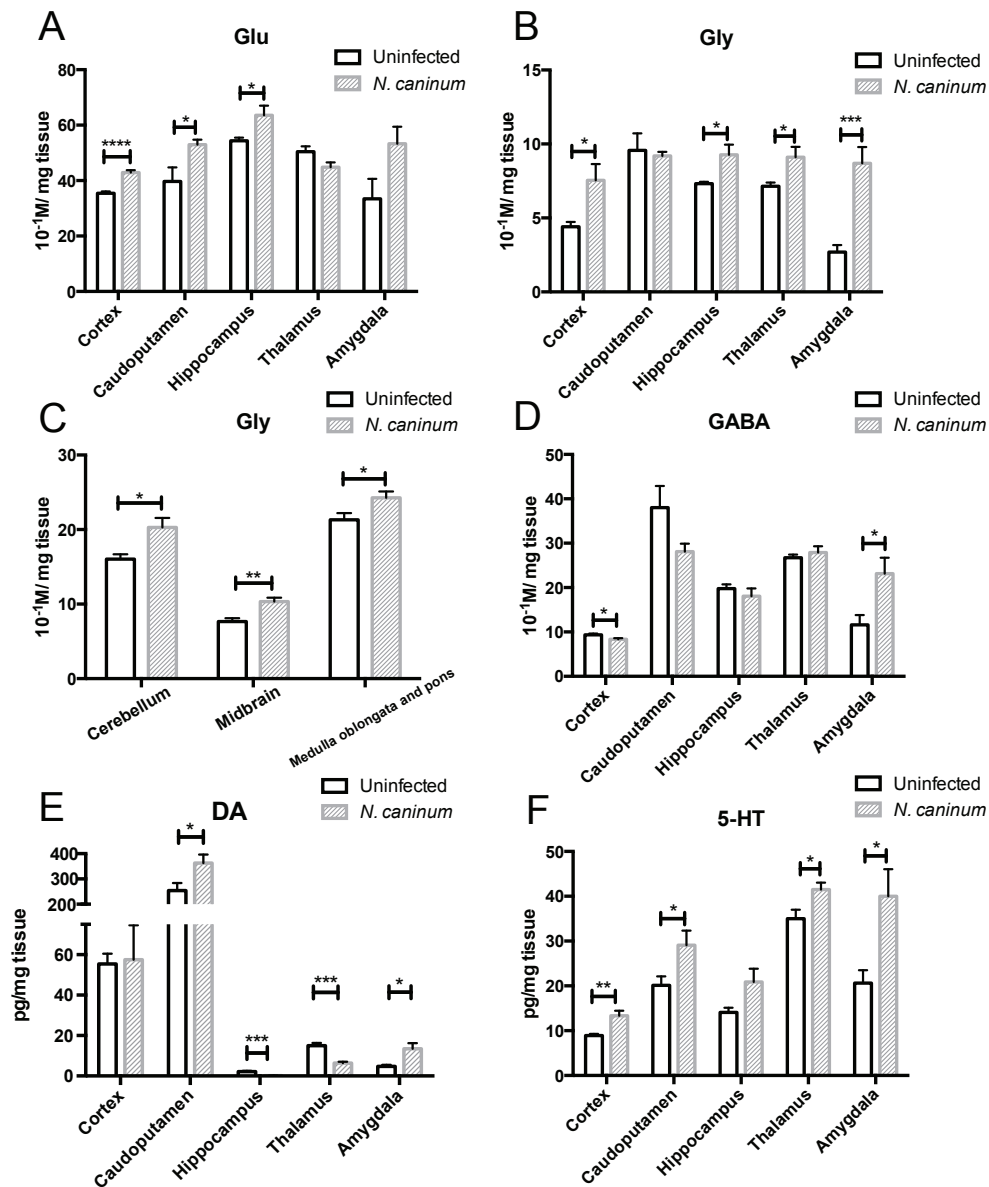 A
Glu
Uninfected
N. caninum
10⁻¹M/ mg tissue
80
60
40
20
0
****
*
*
Cortex
Caudoputamen
Hippocampus
Thalamus
Amygdala
B
Gly
Uninfected
N. caninum
10⁻¹M/ mg tissue
15
10
5
0
*
*
*
***
Cortex
Caudoputamen
Hippocampus
Thalamus
Amygdala
C
Gly
Uninfected
N. caninum
10⁻¹M/ mg tissue
30
20
10
0
*
**
*
Cerebellum
Midbrain
Medulla oblongata and pons
D
GABA
Uninfected
N. caninum
10⁻¹M/ mg tissue
50
40
30
20
10
0
*
*
Cortex
Caudoputamen
Hippocampus
Thalamus
Amygdala
E
DA
Uninfected
N. caninum
pg/mg tissue
400
300
200
60
40
20
0
*
***
***
*
Cortex
Caudoputamen
Hippocampus
Thalamus
Amygdala
F
5-HT
Uninfected
N. caninum
pg/mg tissue
50
40
30
20
10
0
**
*
*
*
Cortex
Caudoputamen
Hippocampus
Thalamus
Amygdala